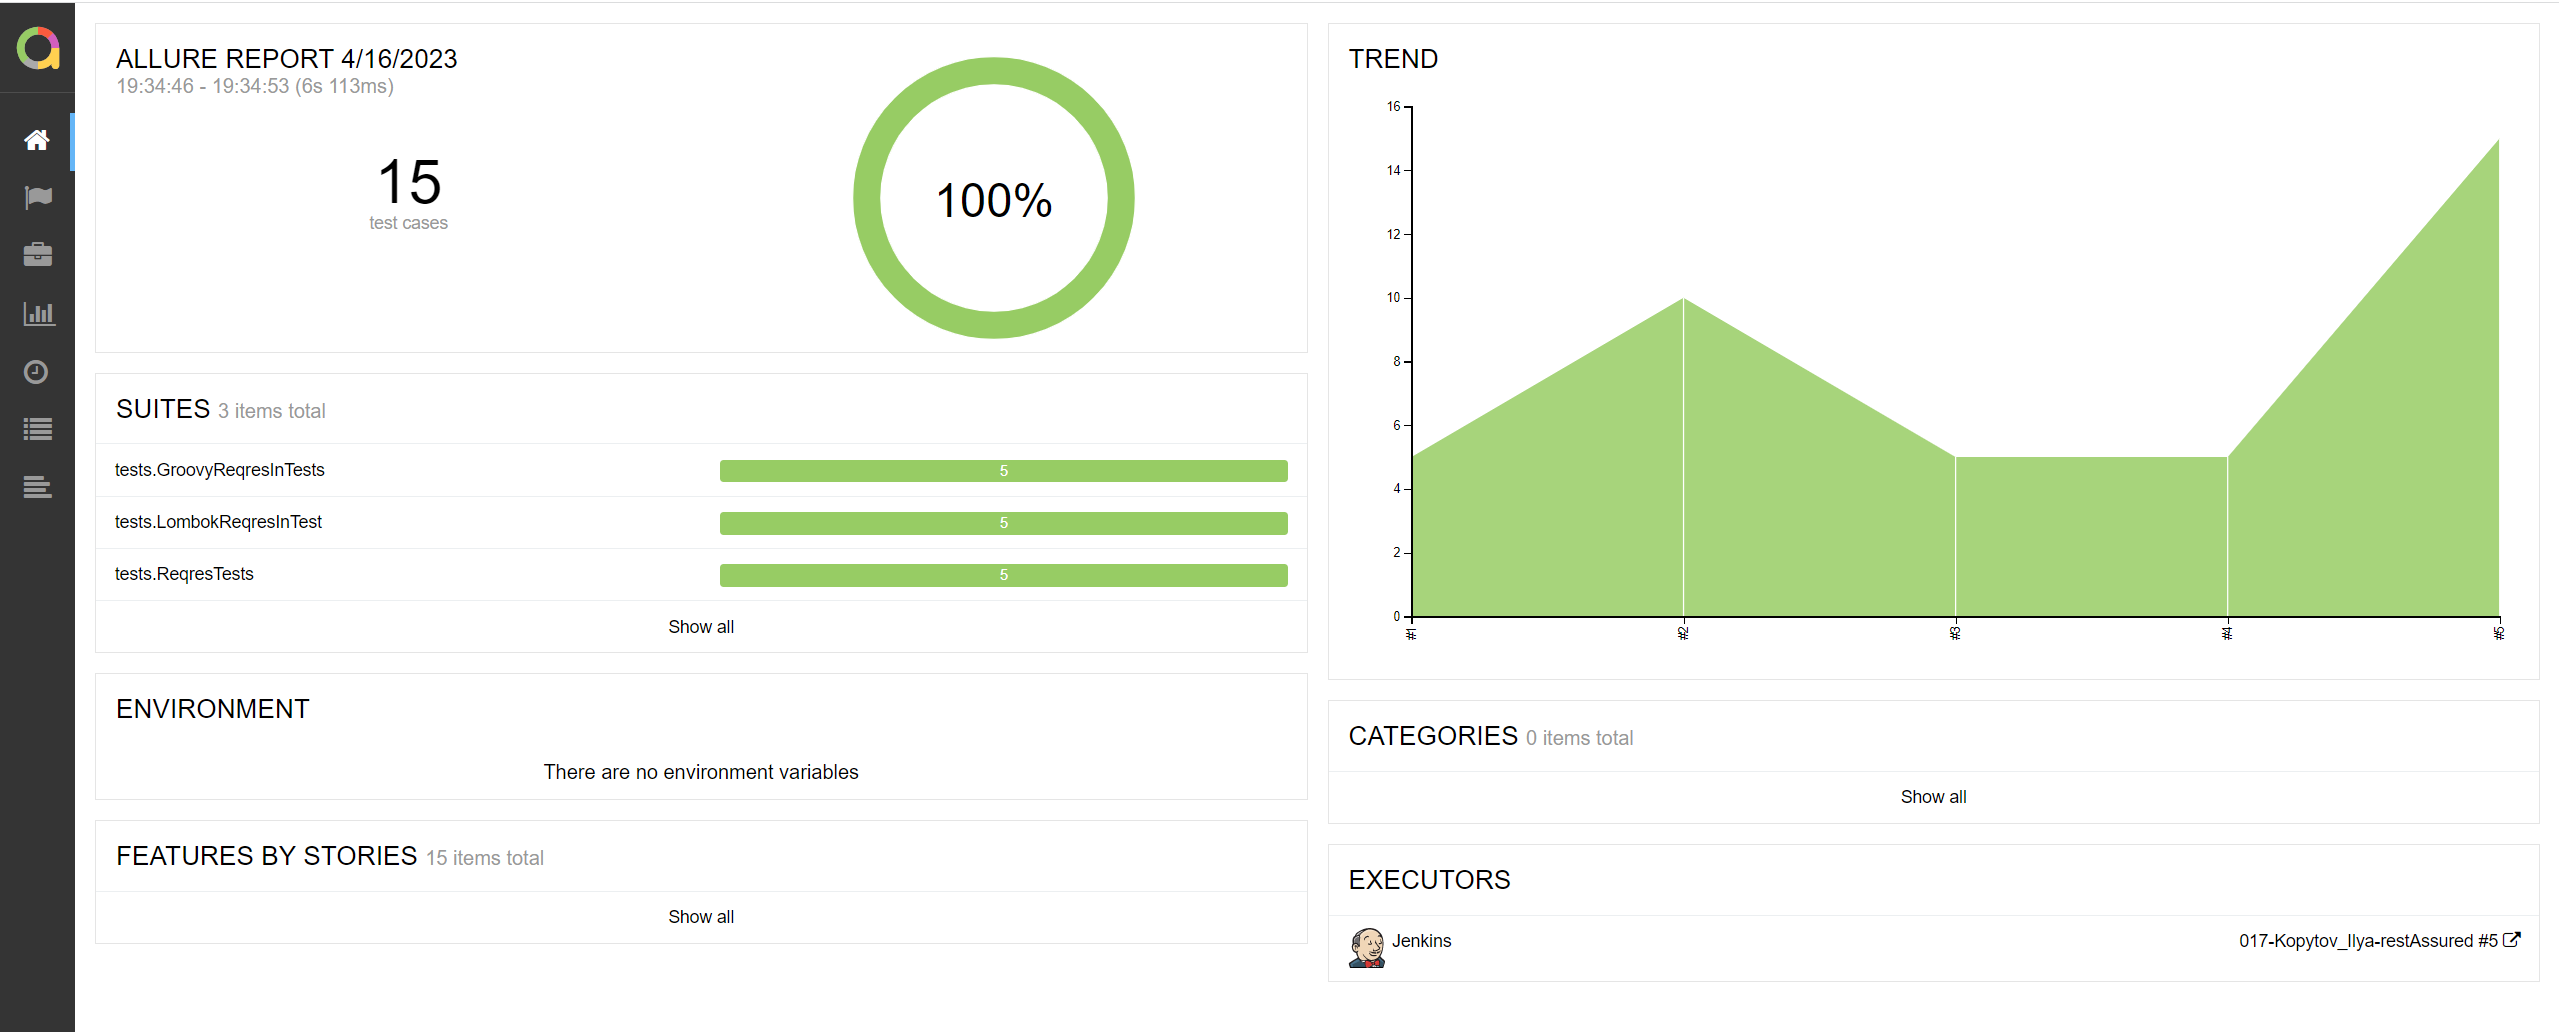 ALLURE REPORT 4/16/2023
19:34:46 - 19:34:53 (6s 113ms)
15
test cases
100%
SUITES 3 items total
tests.GroovyReqresInTests 5
tests.LombokReqresInTest 5
tests.ReqresTests 5
Show all
ENVIRONMENT
There are no environment variables
FEATURES BY STORIES 15 items total
Show all
TREND
16
14
12
10
8
6
4
2
0
#1 #2 #3 #4 #5
CATEGORIES 0 items total
Show all
EXECUTORS
Jenkins 017-Kopytov_Ilya-restAssured #5